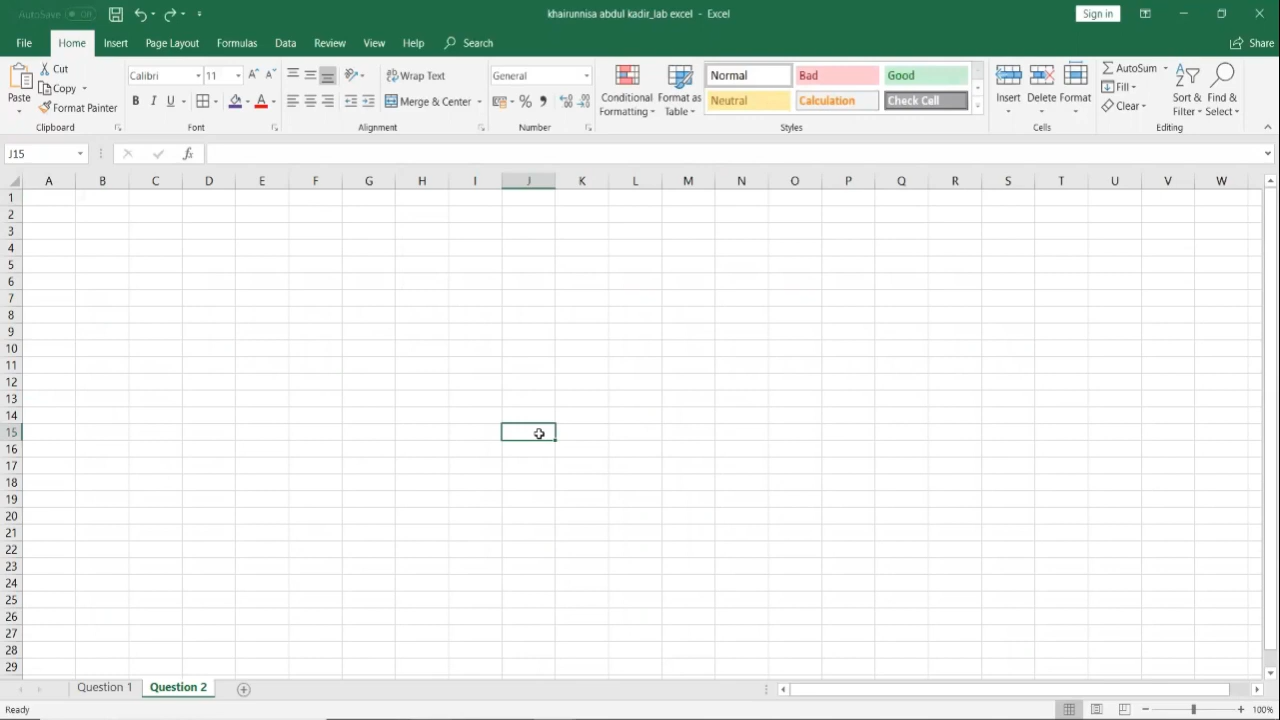 AutoSave Off khairunnisa abdul kadir_lab excel - Excel Sign in
File Home Insert Page Layout Formulas Data Review View Help Search Share
Paste Cut Copy Format Painter Clipboard
Calibri 11 A A B I U A Font
Wrap Text Merge & Center Alignment
General % Number
Conditional Formatting Format as Table Normal Bad Good Neutral Calculation Check Cell Styles
Insert Delete Format Cells
AutoSum Fill Clear Sort & Filter Find & Select Editing
J15 fx
A B C D E F G H I J K L M N O P Q R S T U V W
1
2
3
4
5
6
7
8
9
10
11
12
13
14
15
16
17
18
19
20
21
22
23
24
25
26
27
28
29
Question 1 Question 2
Ready 100%